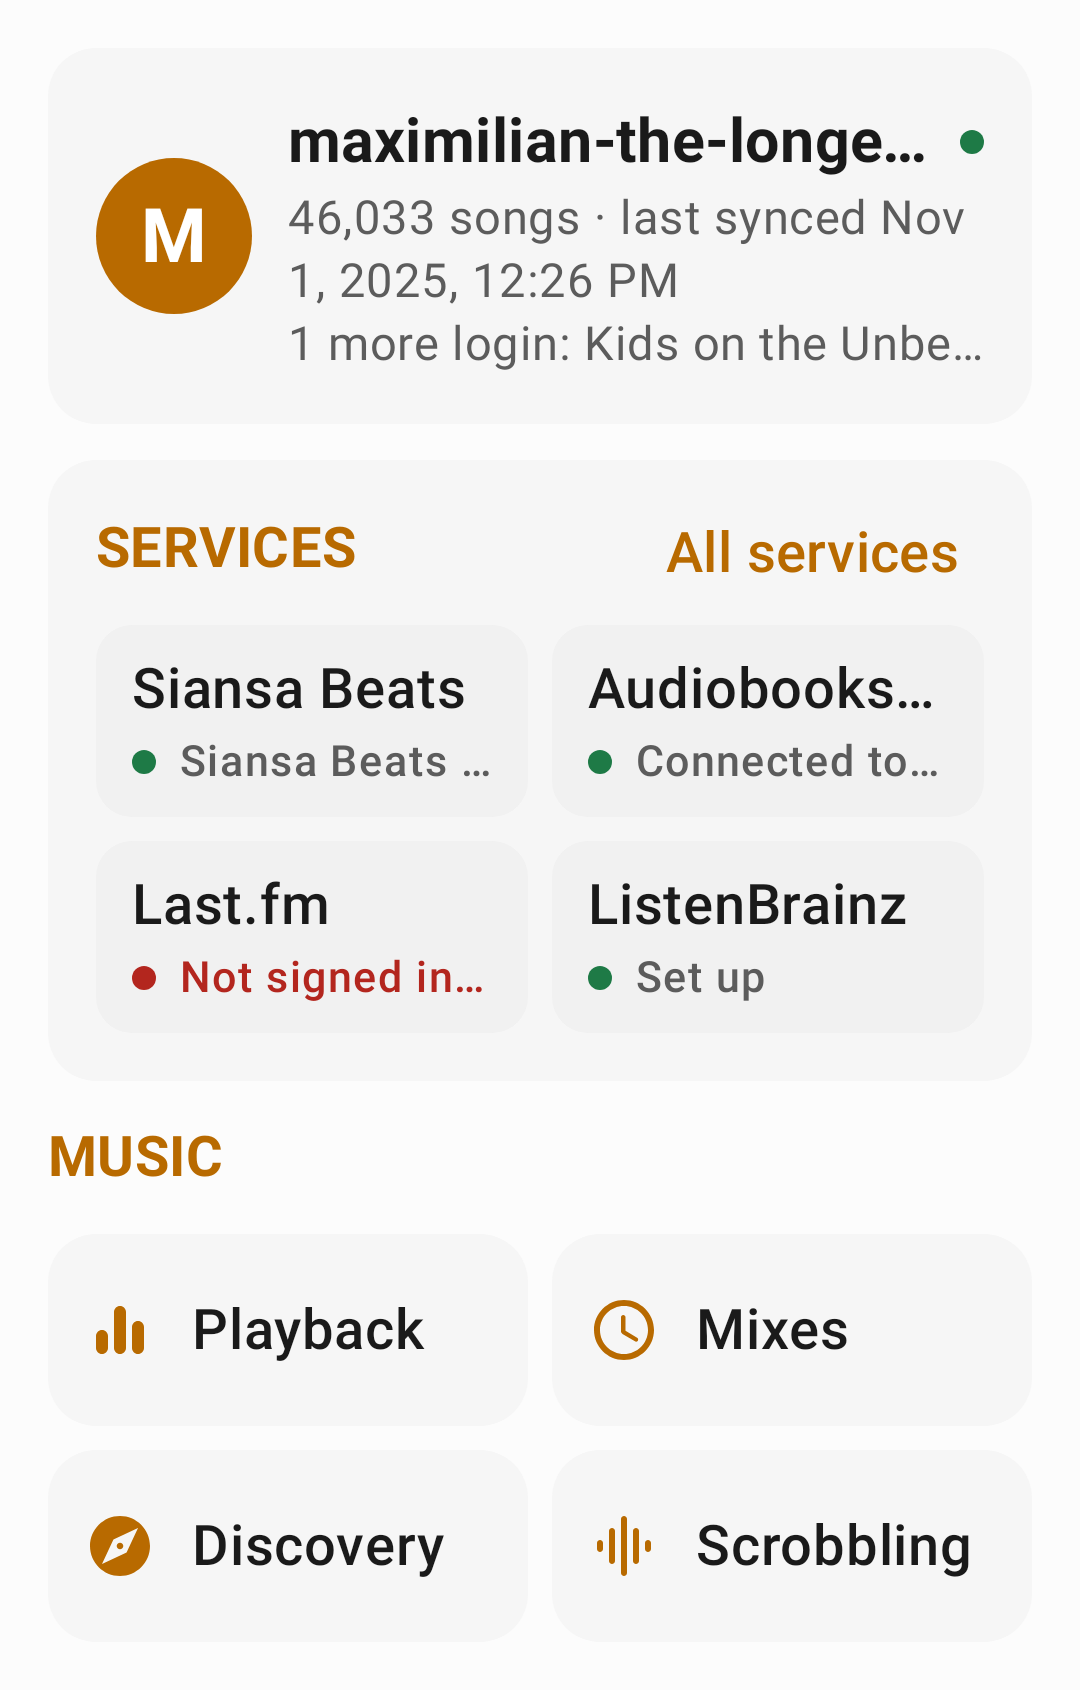 maximilian-the-longe…
M
46,033 songs · last synced Nov
1, 2025, 12:26 PM
1 more login: Kids on the Unbe…
SERVICES
All services
Siansa Beats
Siansa Beats …
Audiobooks…
Connected to…
Last.fm
Not signed in…
ListenBrainz
Set up
MUSIC
Playback
Mixes
Discovery
Scrobbling